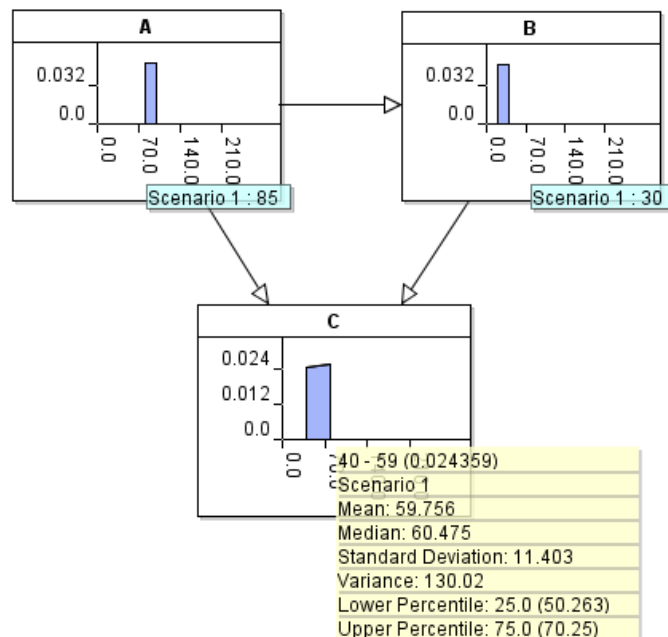 A
0.032
0.0
0.0
70.0
140.0
210.0
Scenario 1 : 85
B
0.032
0.0
0.0
70.0
140.0
210.0
Scenario 1 : 30
C
0.024
0.012
0.0
0.0
40 - 59 (0.024359)
Scenario 1
Mean: 59.756
Median: 60.475
Standard Deviation: 11.403
Variance: 130.02
Lower Percentile: 25.0 (50.263)
Upper Percentile: 75.0 (70.25)